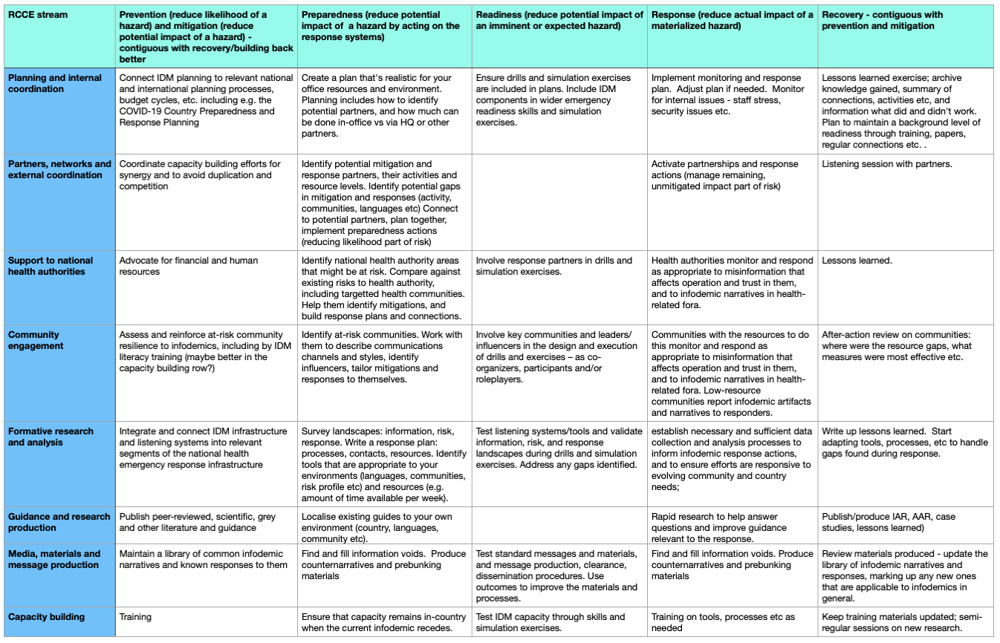 RCCE stream
Prevention (reduce likelihood of a
hazard) and mitigation (reduce
potential impact of a hazard) -
contiguous with recovery/building back
better
Preparedness (reduce potential
impact of  a hazard by acting on the
response systems)
Readiness (reduce potential impact of
an imminent or expected hazard)
Response (reduce actual impact of a
materialized hazard)
Recovery - contiguous with
prevention and mitigation
Planning and internal
coordination
Connect IDM planning to relevant national
and international planning processes,
budget cycles, etc. including e.g. the
COVID-19 Country Preparedness and
Response Planning
Create a plan that's realistic for your
office resources and environment.
Planning includes how to identify
potential partners, and how much can
be done in-office vs via HQ or other
partners.
Ensure drills and simulation exercises
are included in plans. Include IDM
components in wider emergency
readiness skills and simulation
exercises.
Implement monitoring and response
plan.  Adjust plan if needed.  Monitor
for internal issues - staff stress,
security issues etc.
Lessons learned exercise; archive
knowledge gained, summary of
connections, activities etc, and
information what did and didn't work.
Plan to maintain a background level of
readiness through training, papers,
regular connections etc. .
Partners, networks and
external coordination
Coordinate capacity building efforts for
synergy and to avoid duplication and
competition
Identify potential mitigation and
response partners, their activities and
resource levels. Identify potential gaps
in mitigation and responses (activity,
communities, languages etc) Connect
to potential partners, plan together,
implement preparedness actions
(reducing likelihood part of risk)
Activate partnerships and response
actions (manage remaining,
unmitigated impact part of risk)
Listening session with partners.
Support to national
health authorities
Advocate for financial and human
resources
Identify national health authority areas
that might be at risk. Compare against
existing risks to health authority,
including targetted health communities.
Help them identify mitigations, and
build response plans and connections.
Involve response partners in drills and
simulation exercises.
Health authorities monitor and respond
as appropriate to misinformation that
affects operation and trust in them,
and to infodemic narratives in health-
related fora.
Lessons learned.
Community
engagement
Assess and reinforce at-risk community
resilience to infodemics, including by IDM
literacy training (maybe better in the
capacity building row?)
Identify at-risk communities. Work with
them to describe communications
channels and styles, identify
influencers, tailor mitigations and
responses to themselves.
Involve key communities and leaders/
influencers in the design and execution
of drills and exercises – as co-
organizers, participants and/or
roleplayers.
Communities with the resources to do
this monitor and respond as
appropriate to misinformation that
affects operation and trust in them,
and to infodemic narratives in health-
related fora. Low-resource
communities report infodemic artifacts
and narratives to responders.
After-action review on communities:
where were the resource gaps, what
measures were most effective etc.
Formative research
and analysis
Integrate and connect IDM infrastructure
and listening systems into relevant
segments of the national health
emergency response infrastructure
Survey landscapes: information, risk,
response. Write a response plan:
processes, contacts, resources. Identify
tools that are appropriate to your
environments (languages, communities,
risk profile etc) and resources (e.g.
amount of time available per week).
Test listening systems/tools and validate
information, risk, and response
landscapes during drills and simulation
exercises. Address any gaps identified.
establish necessary and sufficient data
collection and analysis processes to
inform infodemic response actions,
and to ensure efforts are responsive to
evolving community and country
needs;
Write up lessons learned.  Start
adapting tools, processes, etc to handle
gaps found during response.
Guidance and research
production
Publish peer-reviewed, scientific, grey
and other literature and guidance
Localise existing guides to your own
environment (country, languages,
community etc).
Rapid research to help answer
questions and improve guidance
relevant to the response.
Publish/produce IAR, AAR, case
studies, lessons learned)
Media, materials and
message production
Maintain a library of common infodemic
narratives and known responses to them
Find and fill information voids.  Produce
counternarratives and prebunking
materials
Test standard messages and materials,
and message production, clearance,
dissemination procedures. Use
outcomes to improve the materials and
processes.
Find and fill information voids. Produce
counternarratives and prebunking
materials
Review materials produced - update the
library of infodemic narratives and
responses, marking up any new ones
that are applicable to infodemics in
general.
Capacity building
Training
Ensure that capacity remains in-country
when the current infodemic recedes.
Test IDM capacity through skills and
simulation exercises.
Training on tools, processes etc as
needed
Keep training materials updated; semi-
regular sessions on new research.